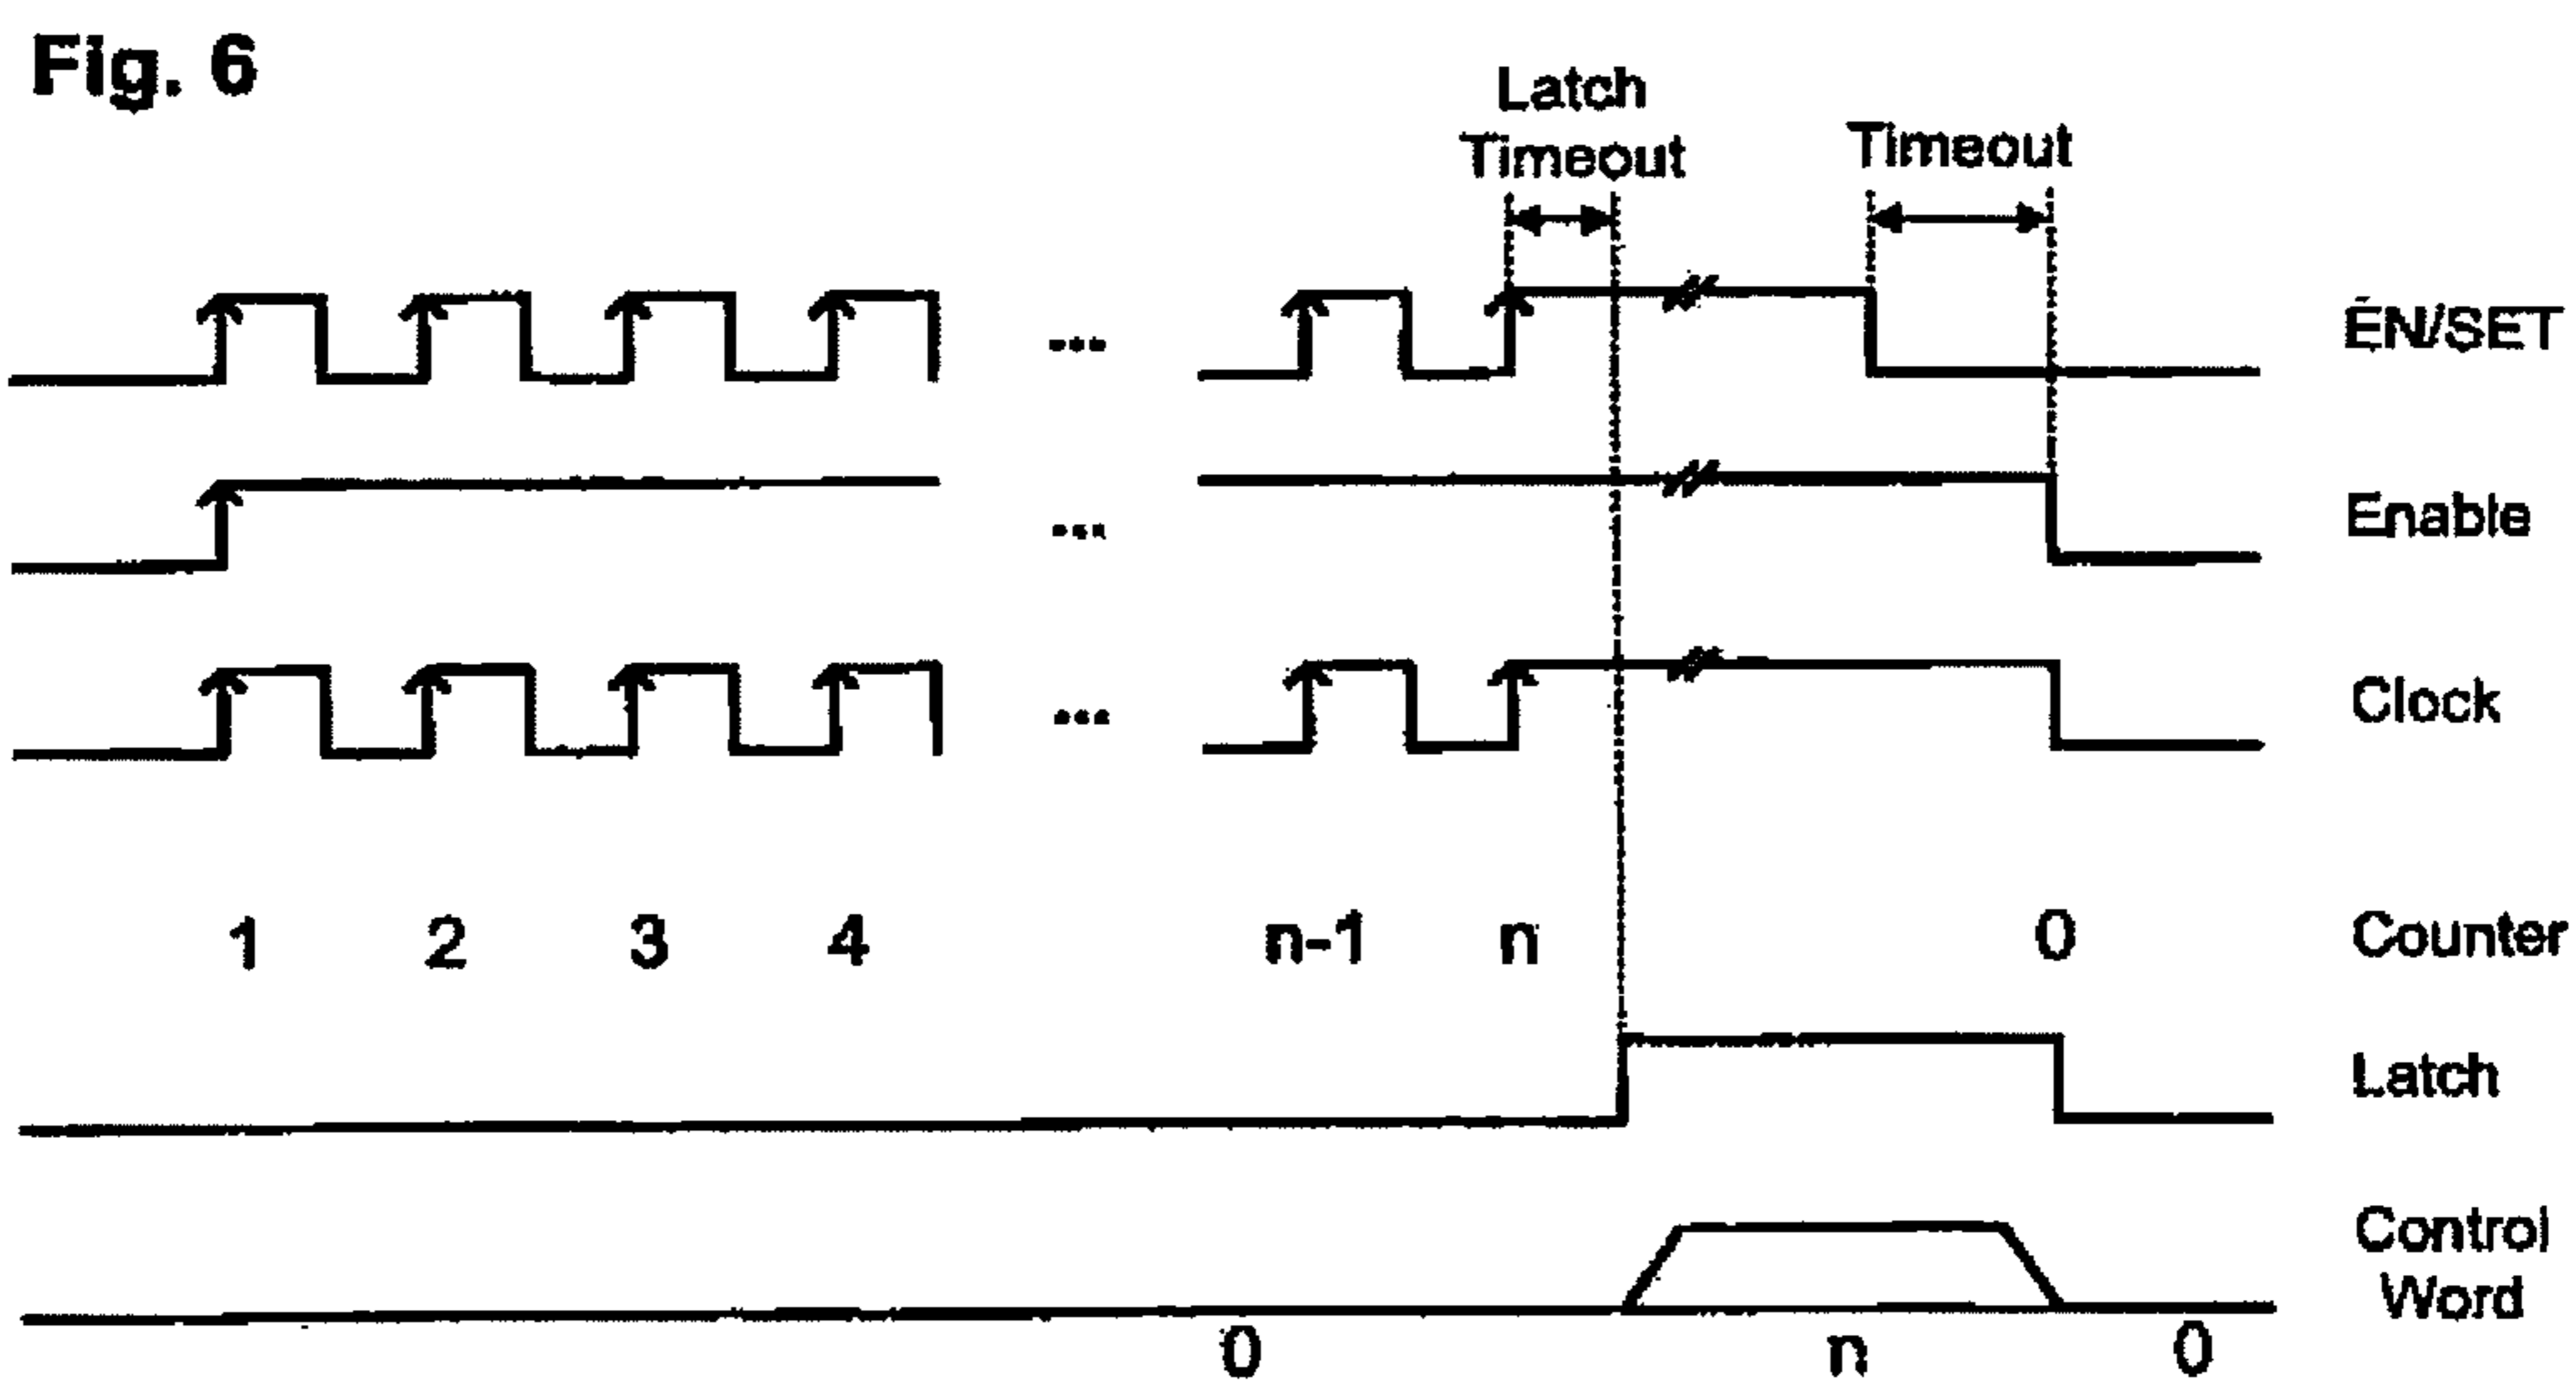 Fig. 6
Latch
Timeout
Timeout
EN/SET
...
Enable
...
Clock
...
1 2 3 4 n-1 n 0 Counter
Latch
Control
Word
0 n 0